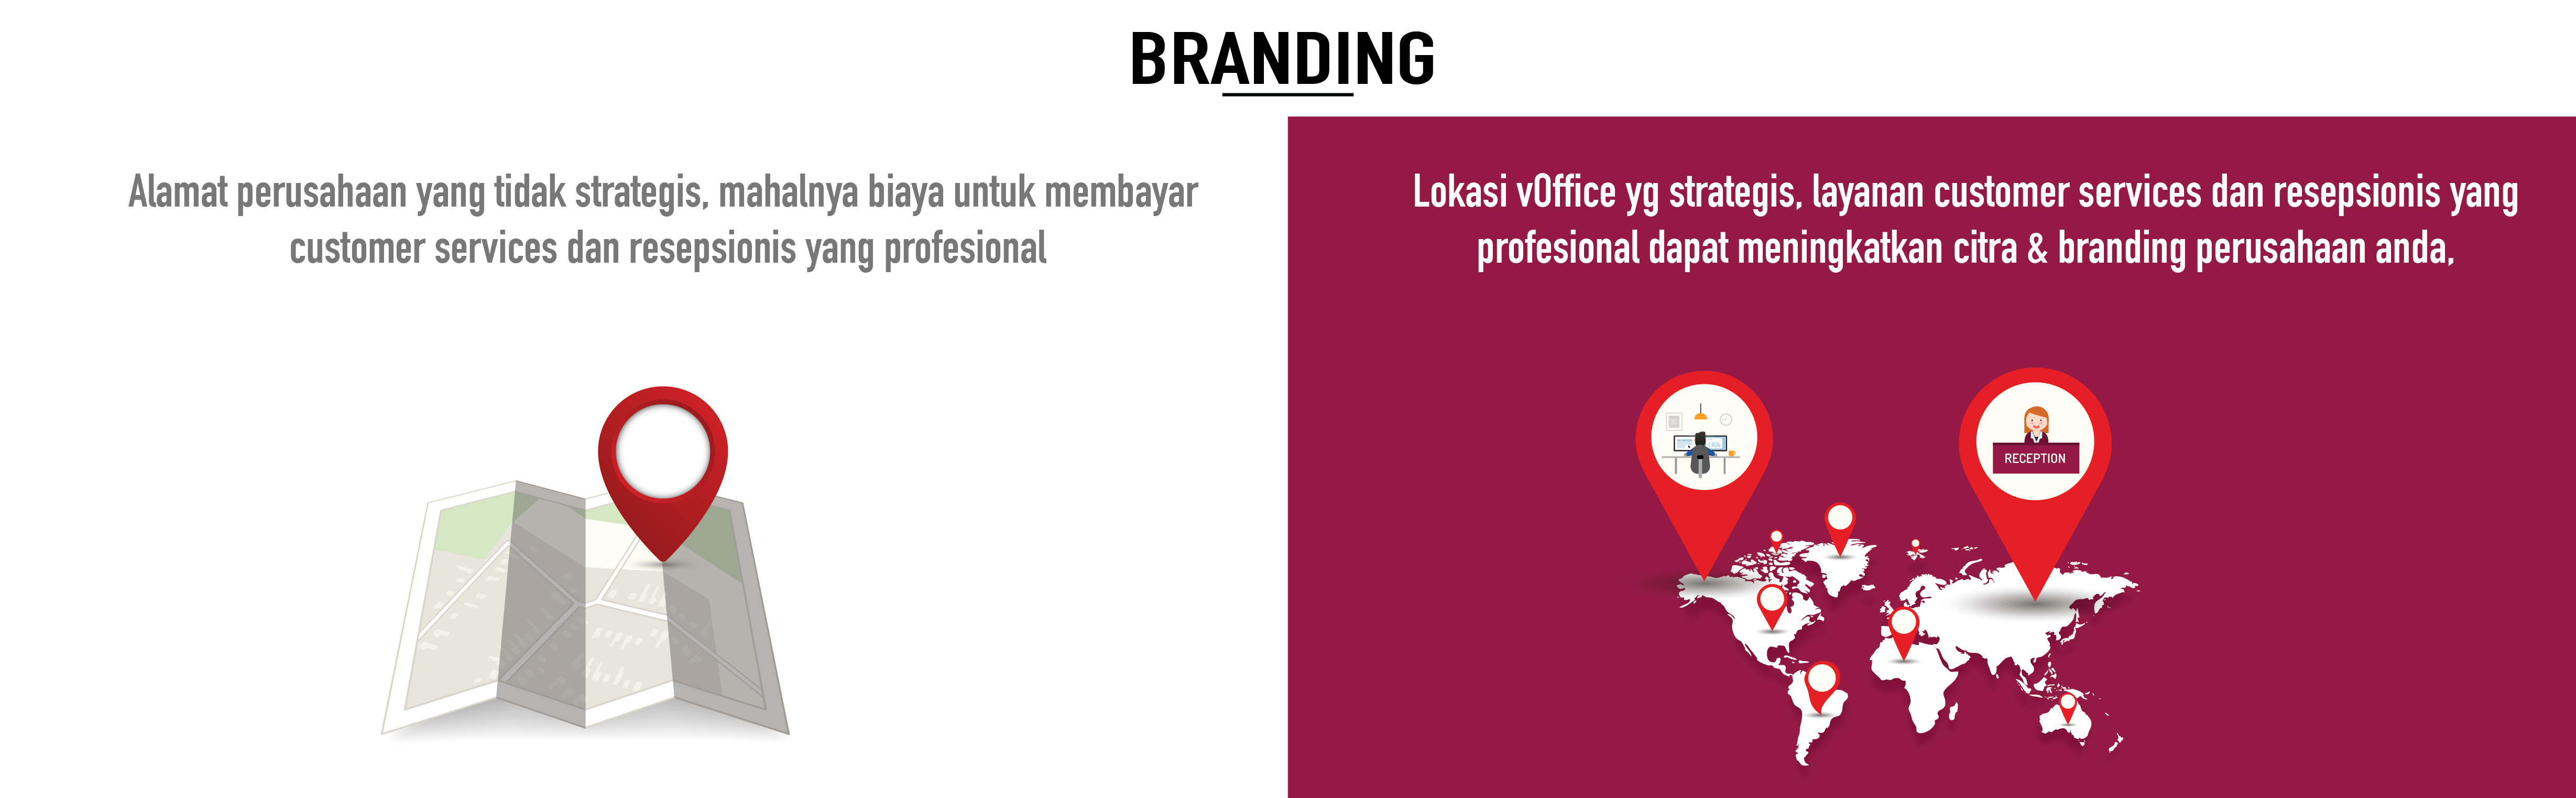 BRANDING
Alamat perusahaan yang tidak strategis, mahalnya biaya untuk membayar
customer services dan resepsionis yang profesional
Lokasi vOffice yg strategis, layanan customer services dan resepsionis yang
profesional dapat meningkatkan citra & branding perusahaan anda,
RECEPTION